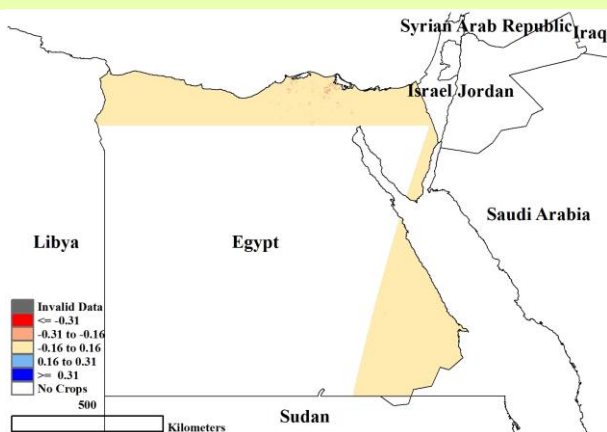 Syrian Arab Republic
Iraq
Israel
Jordan
Saudi Arabia
Libya
Egypt
Invalid Data
<= -0.31
-0.31 to -0.16
-0.16 to 0.16
0.16 to 0.31
>= 0.31
No Crops
500
Kilometers
Sudan